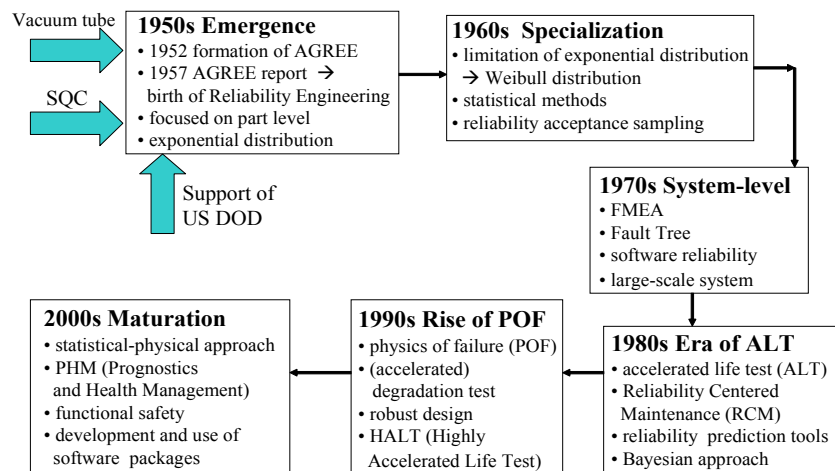 Vacuum tube
SQC
Support of
US DOD
1950s Emergence
• 1952 formation of AGREE
• 1957 AGREE report →
birth of Reliability Engineering
• focused on part level
• exponential distribution
1960s Specialization
• limitation of exponential distribution
→ Weibull distribution
• statistical methods
• reliability acceptance sampling
1970s System-level
• FMEA
• Fault Tree
• software reliability
• large-scale system
1980s Era of ALT
• accelerated life test (ALT)
• Reliability Centered
Maintenance (RCM)
• reliability prediction tools
• Bayesian approach
1990s Rise of POF
• physics of failure (POF)
• (accelerated)
degradation test
• robust design
• HALT (Highly
Accelerated Life Test)
2000s Maturation
• statistical-physical approach
• PHM (Prognostics
and Health Management)
• functional safety
• development and use of
software packages